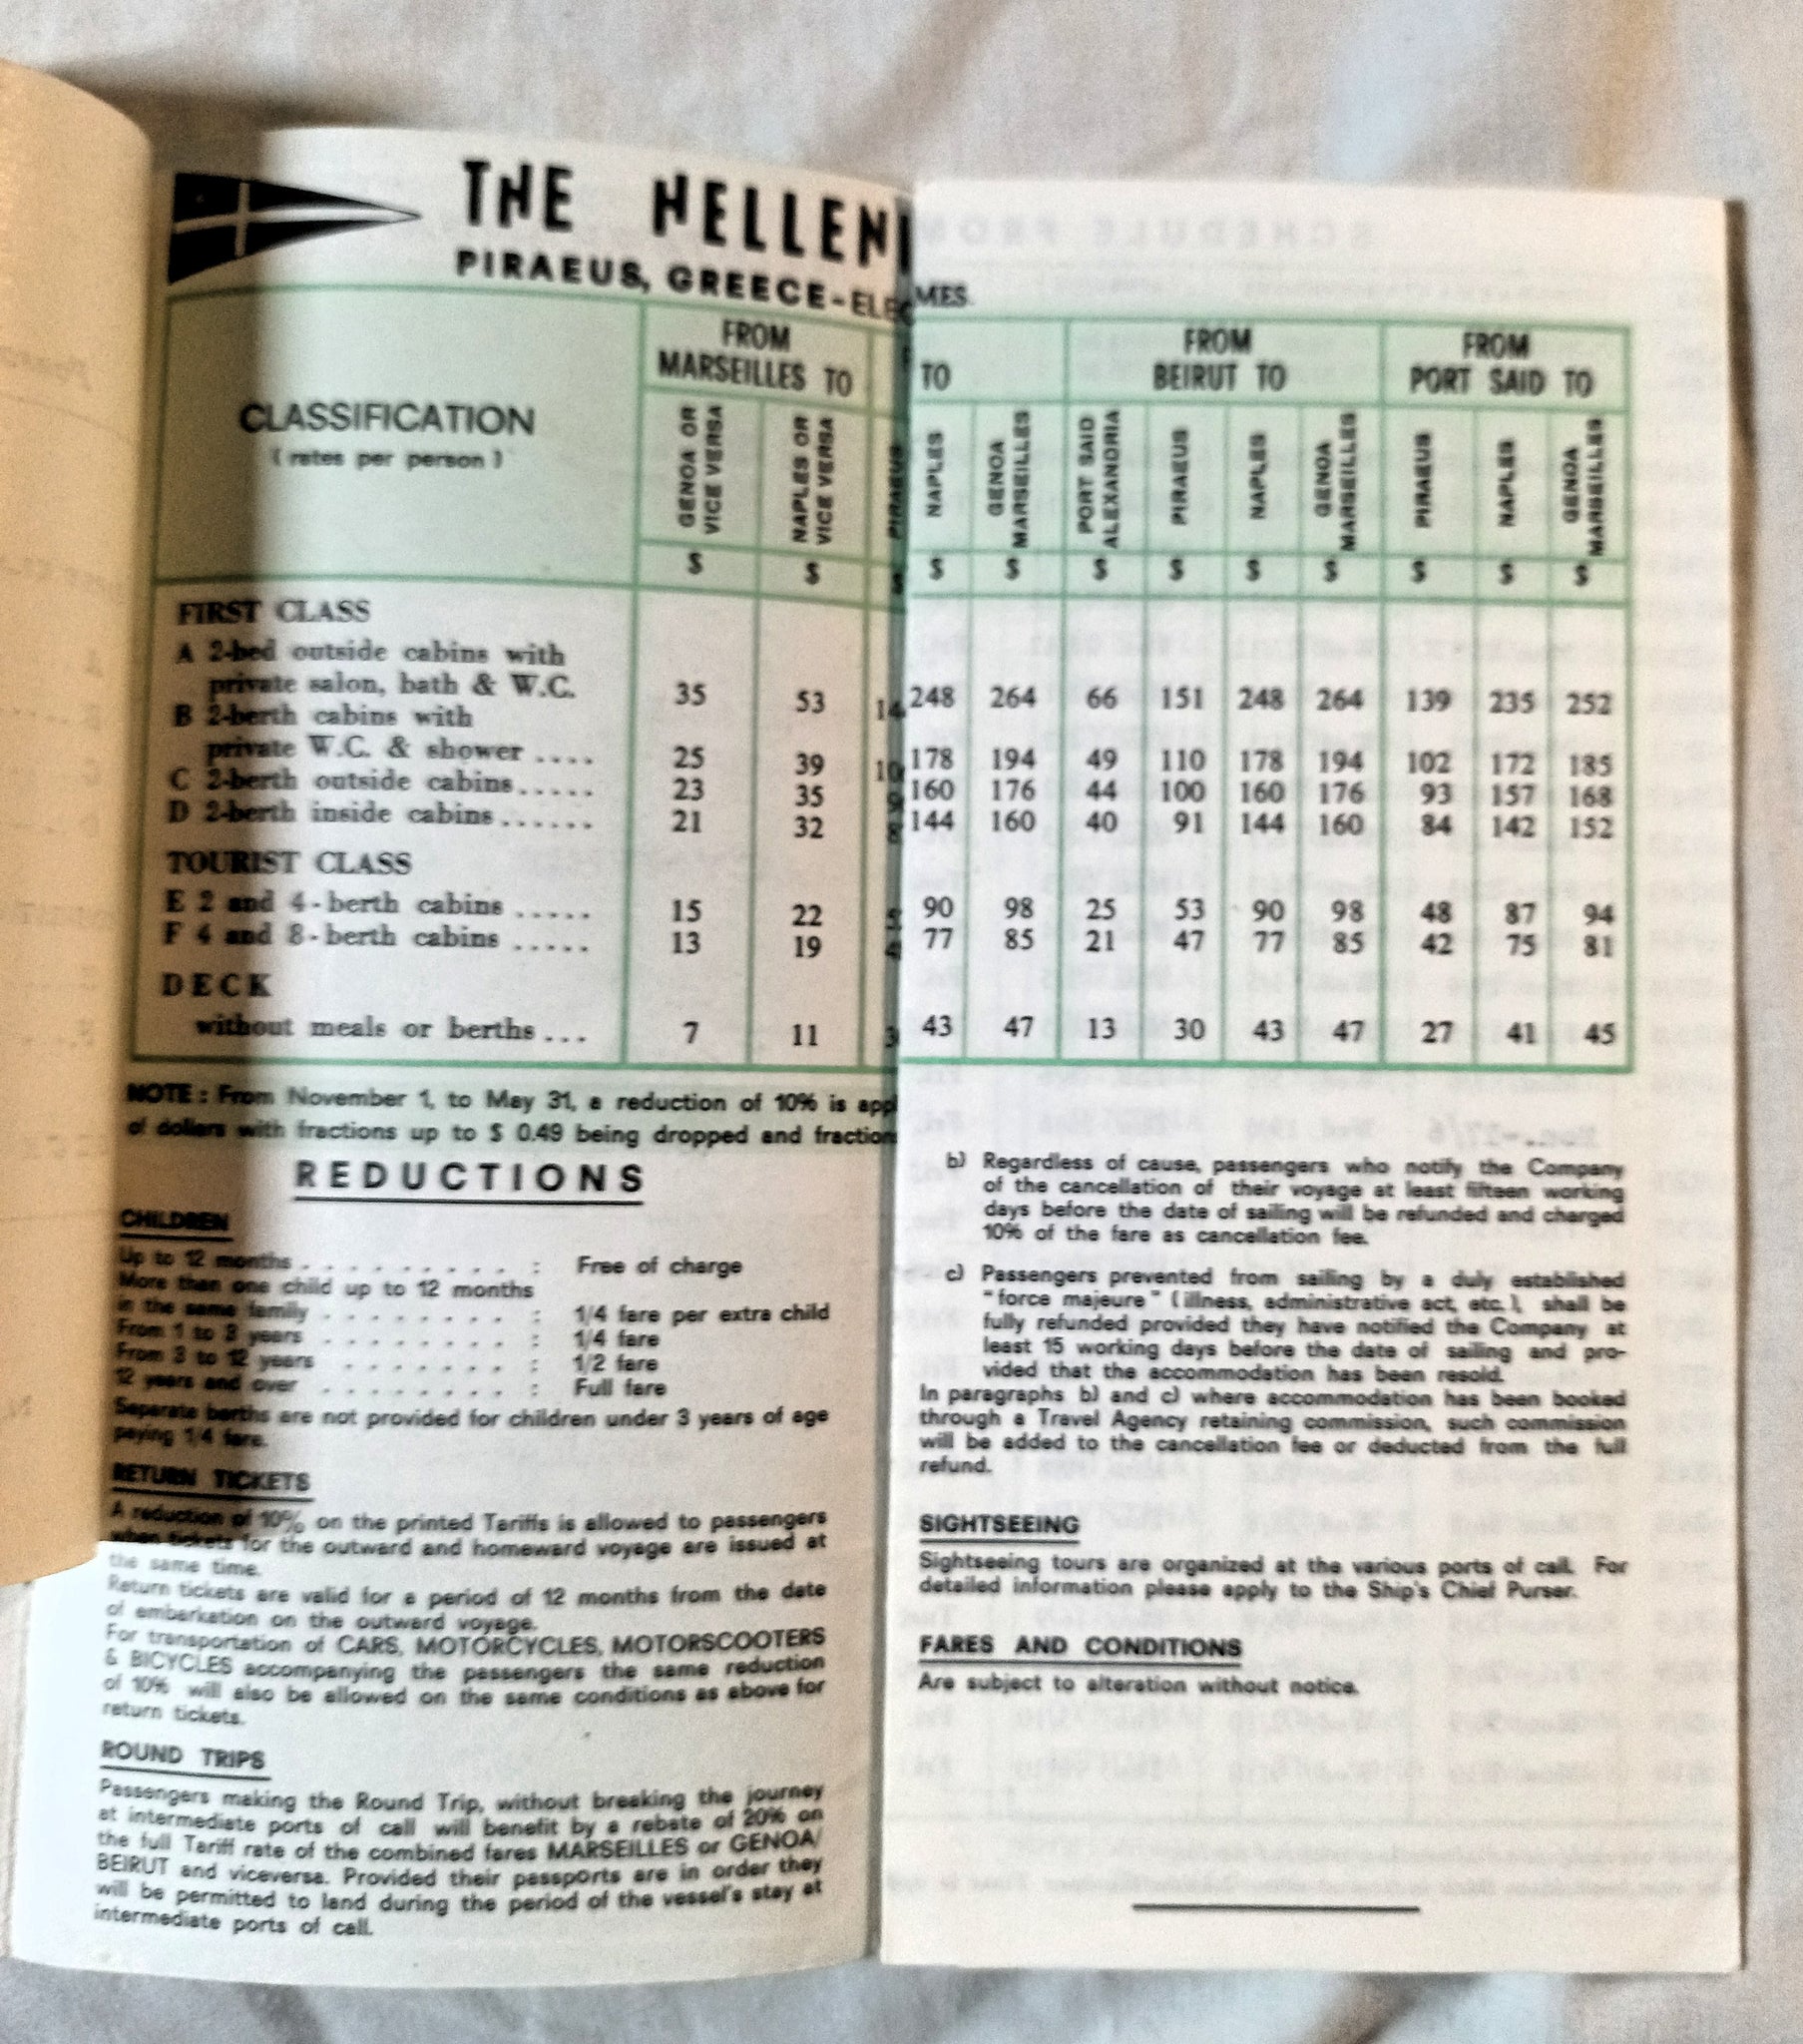 THE HELLENI
PIRAEUS, GREECE-ELE
MES
CLASSIFICATION
(rates per person)
FROM
MARSEILLES TO
TO
FROM
BEIRUT TO
FROM
PORT SAID TO
GENOA OR
VICE VERSA
NAPLES OR
VICE VERSA
PIRAEUS
NAPLES
GENOA
MARSEILLES
PORT SAID
ALEXANDRIA
PIRAEUS
NAPLES
GENOA
MARSEILLES
PIRAEUS
NAPLES
GENOA
MARSEILLES
$ $ $ $ $ $ $ $ $ $ $
FIRST CLASS
A 2-bed outside cabins with
private salon, bath & W.C. 35 53 14 248 264 66 151 248 264 139 235 252
B 2-berth cabins with
private W.C. & shower .... 25 39 10 178 194 49 110 178 194 102 172 185
C 2-berth outside cabins..... 23 35 9 160 176 44 100 160 176 93 157 168
D 2-berth inside cabins ...... 21 32 8 144 160 40 91 144 160 84 142 152
TOURIST CLASS
E 2 and 4-berth cabins ..... 15 22 90 98 25 53 90 98 48 87 94
F 4 and 8-berth cabins ..... 13 19 4 77 85 21 47 77 85 42 75 81
DECK
without meals or berths ... 7 11 3 43 47 13 30 43 47 27 41 45
NOTE : From November 1, to May 31, a reduction of 10% is appl
of dollars with fractions up to $ 0.49 being dropped and fraction
REDUCTIONS
CHILDREN
Up to 12 months . . . . . . . . . . : Free of charge
More than one child up to 12 months
in the same family . . . . . . . . . : 1/4 fare per extra child
From 1 to 3 years . . . . . . . . . : 1/4 fare
From 3 to 12 years . . . . . . . . : 1/2 fare
12 years and over . . . . . . . . . : Full fare
Separate berths are not provided for children under 3 years of age
paying 1/4 fare.
RETURN TICKETS
A reduction of 10% on the printed Tariffs is allowed to passengers
when tickets for the outward and homeward voyage are issued at
the same time.
Return tickets are valid for a period of 12 months from the date
of embarkation on the outward voyage.
For transportation of CARS, MOTORCYCLES, MOTORSCOOTERS
& BICYCLES accompanying the passengers the same reduction
of 10% will also be allowed on the same conditions as above for
return tickets.
ROUND TRIPS
Passengers making the Round Trip, without breaking the journey
at intermediate ports of call will benefit by a rebate of 20% on
the full Tariff rate of the combined fares MARSEILLES or GENOA/
BEIRUT and viceversa. Provided their passports are in order they
will be permitted to land during the period of the vessel's stay at
intermediate ports of call.
b) Regardless of cause, passengers who notify the Company
of the cancellation of their voyage at least fifteen working
days before the date of sailing will be refunded and charged
10% of the fare as cancellation fee.
c) Passengers prevented from sailing by a duly established
"force majeure" (illness, administrative act, etc.), shall be
fully refunded provided they have notified the Company at
least 15 working days before the date of sailing and pro-
vided that the accommodation has been resold.
In paragraphs b) and c) where accommodation has been booked
through a Travel Agency retaining commission, such commission
will be added to the cancellation fee or deducted from the full
refund.
SIGHTSEEING
Sightseeing tours are organized at the various ports of call. For
detailed information please apply to the Ship's Chief Purser.
FARES AND CONDITIONS
Are subject to alteration without notice.